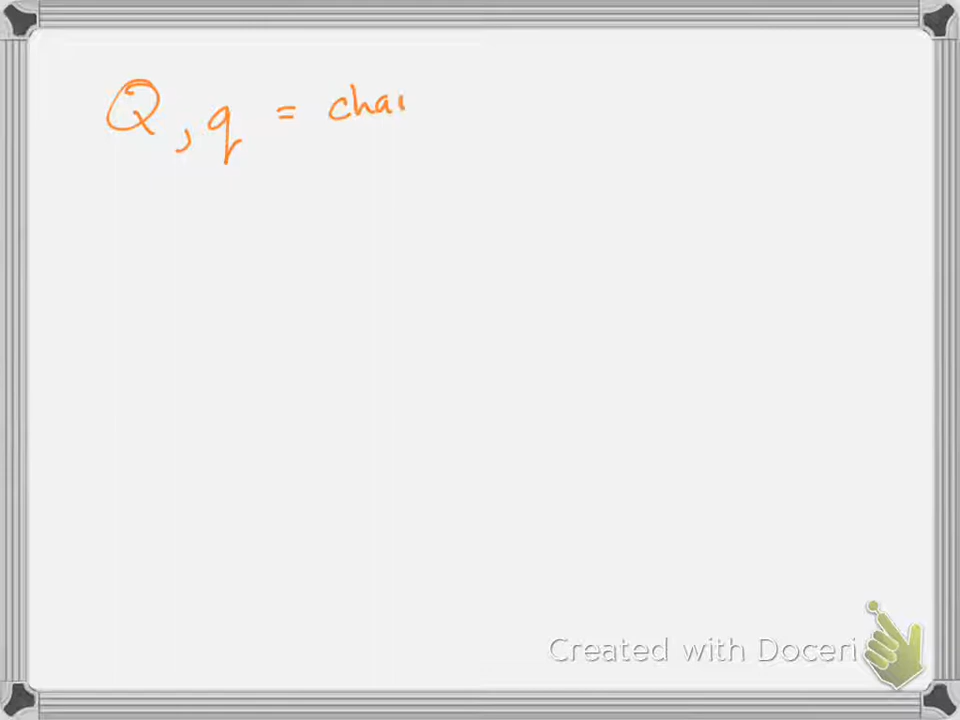 Q, q = cha
Created with Doceri